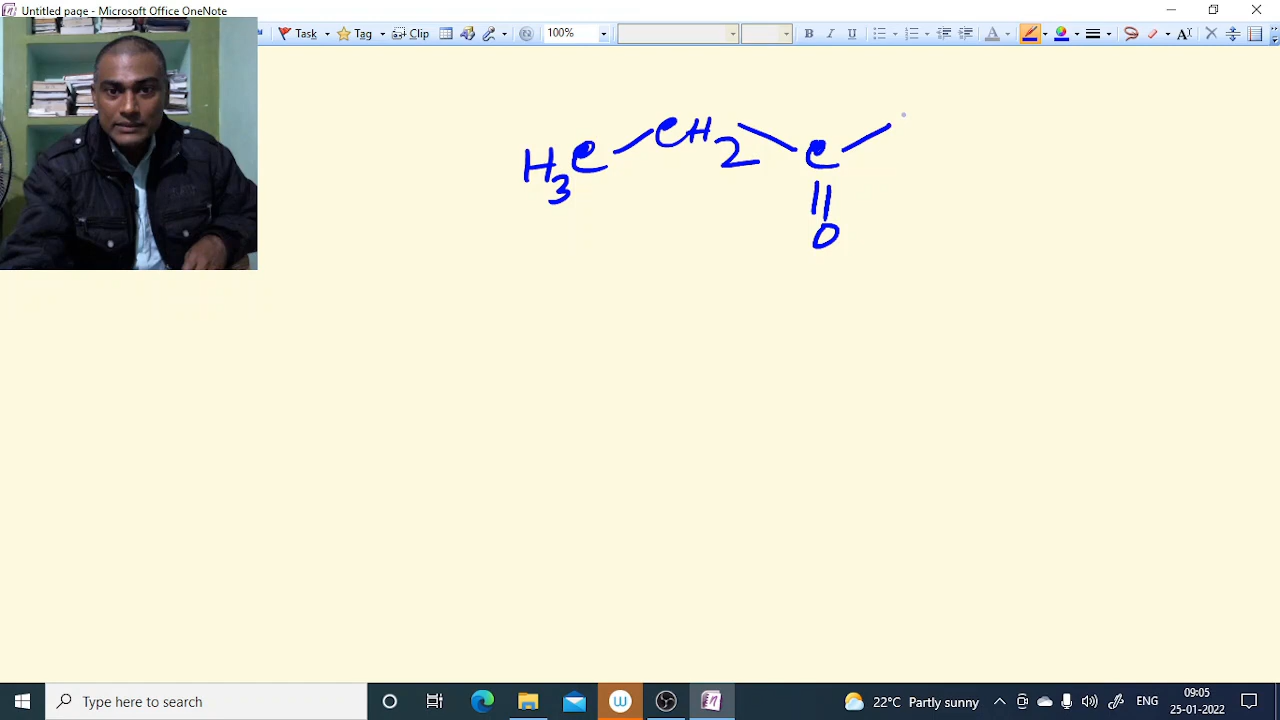 Untitled page - Microsoft Office OneNote
Task Tag Clip 100% B I U A
H3C CH2 C
O
Type here to search
22°C Partly sunny ENG 09:05
25-01-2022